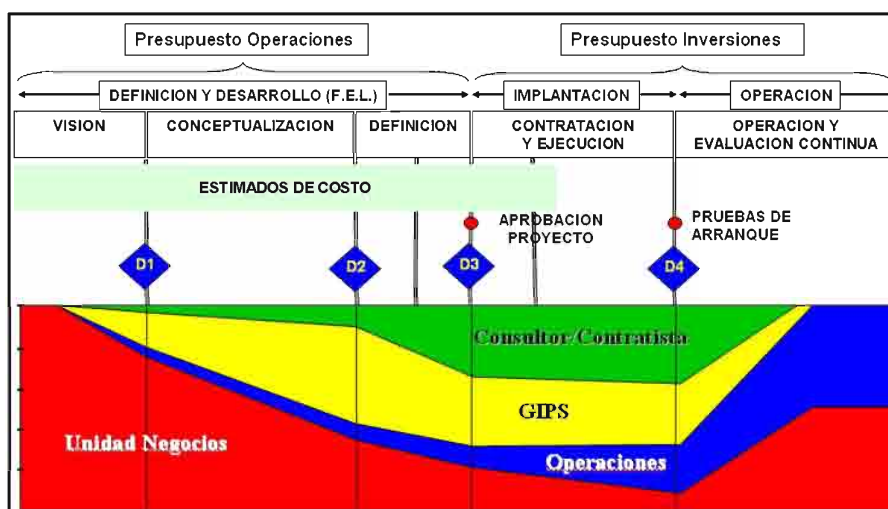 Presupuesto Operaciones
Presupuesto Inversiones
DEFINICION Y DESARROLLO (F.E.L.)
IMPLANTACION
OPERACION
VISION
CONCEPTUALIZACION
DEFINICION
CONTRATACION
Y EJECUCION
OPERACION Y
EVALUACION CONTINUA
ESTIMADOS DE COSTO
APROBACION
PROYECTO
PRUEBAS DE
ARRANQUE
D1
D2
D3
D4
Consultor/Contratista
GIPS
Unidad Negocios
Operaciones